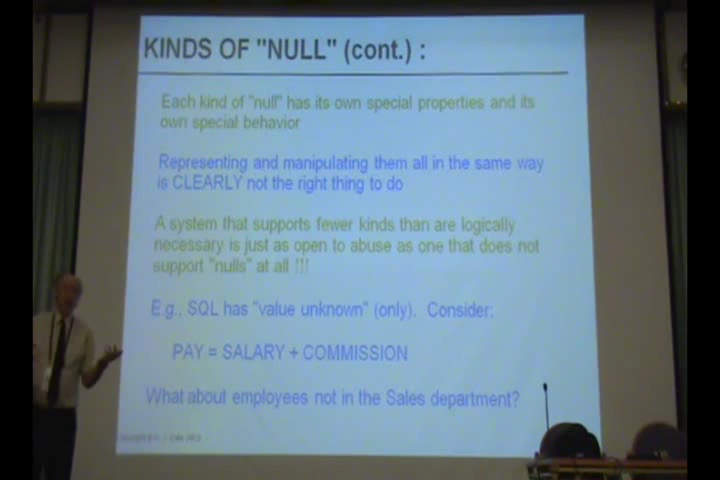 KINDS OF "NULL" (cont.) :
Each kind of "null" has its own special properties and its
own special behavior
Representing and manipulating them all in the same way
is CLEARLY not the right thing to do
A system that supports fewer kinds than are logically
necessary is just as open to abuse as one that does not
support "nulls" at all !!!
E.g., SQL has "value unknown" (only). Consider:
PAY = SALARY + COMMISSION
What about employees not in the Sales department?